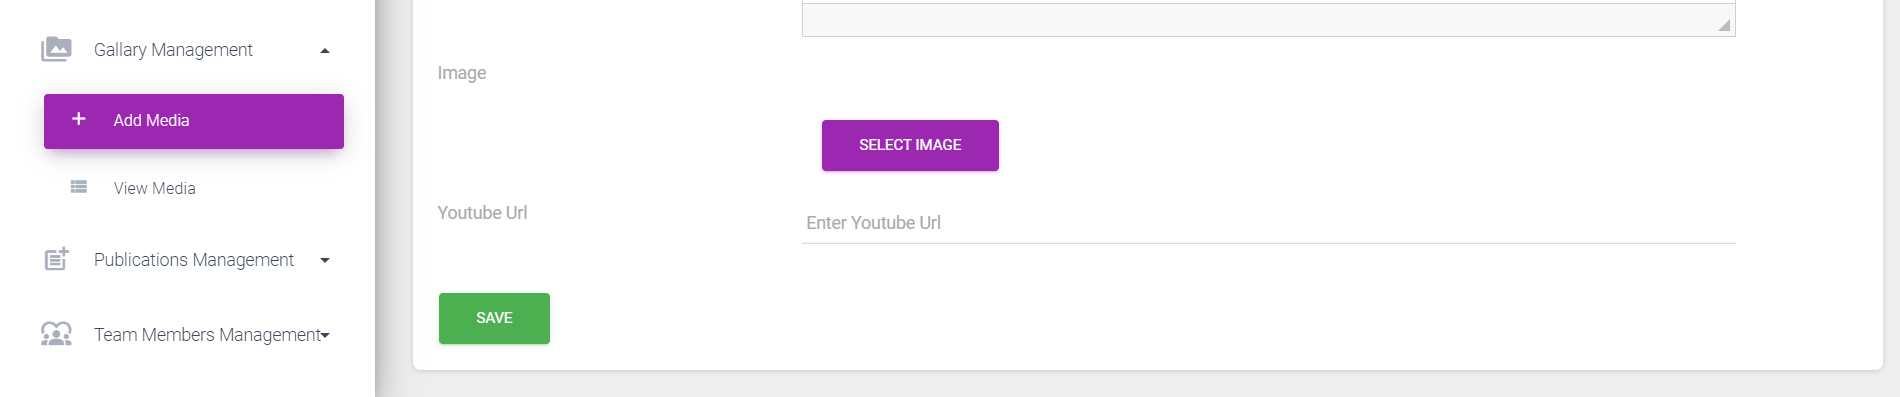 Gallary Management
Add Media
View Media
Publications Management
Team Members Management
Image
SELECT IMAGE
Youtube Url
Enter Youtube Url
SAVE